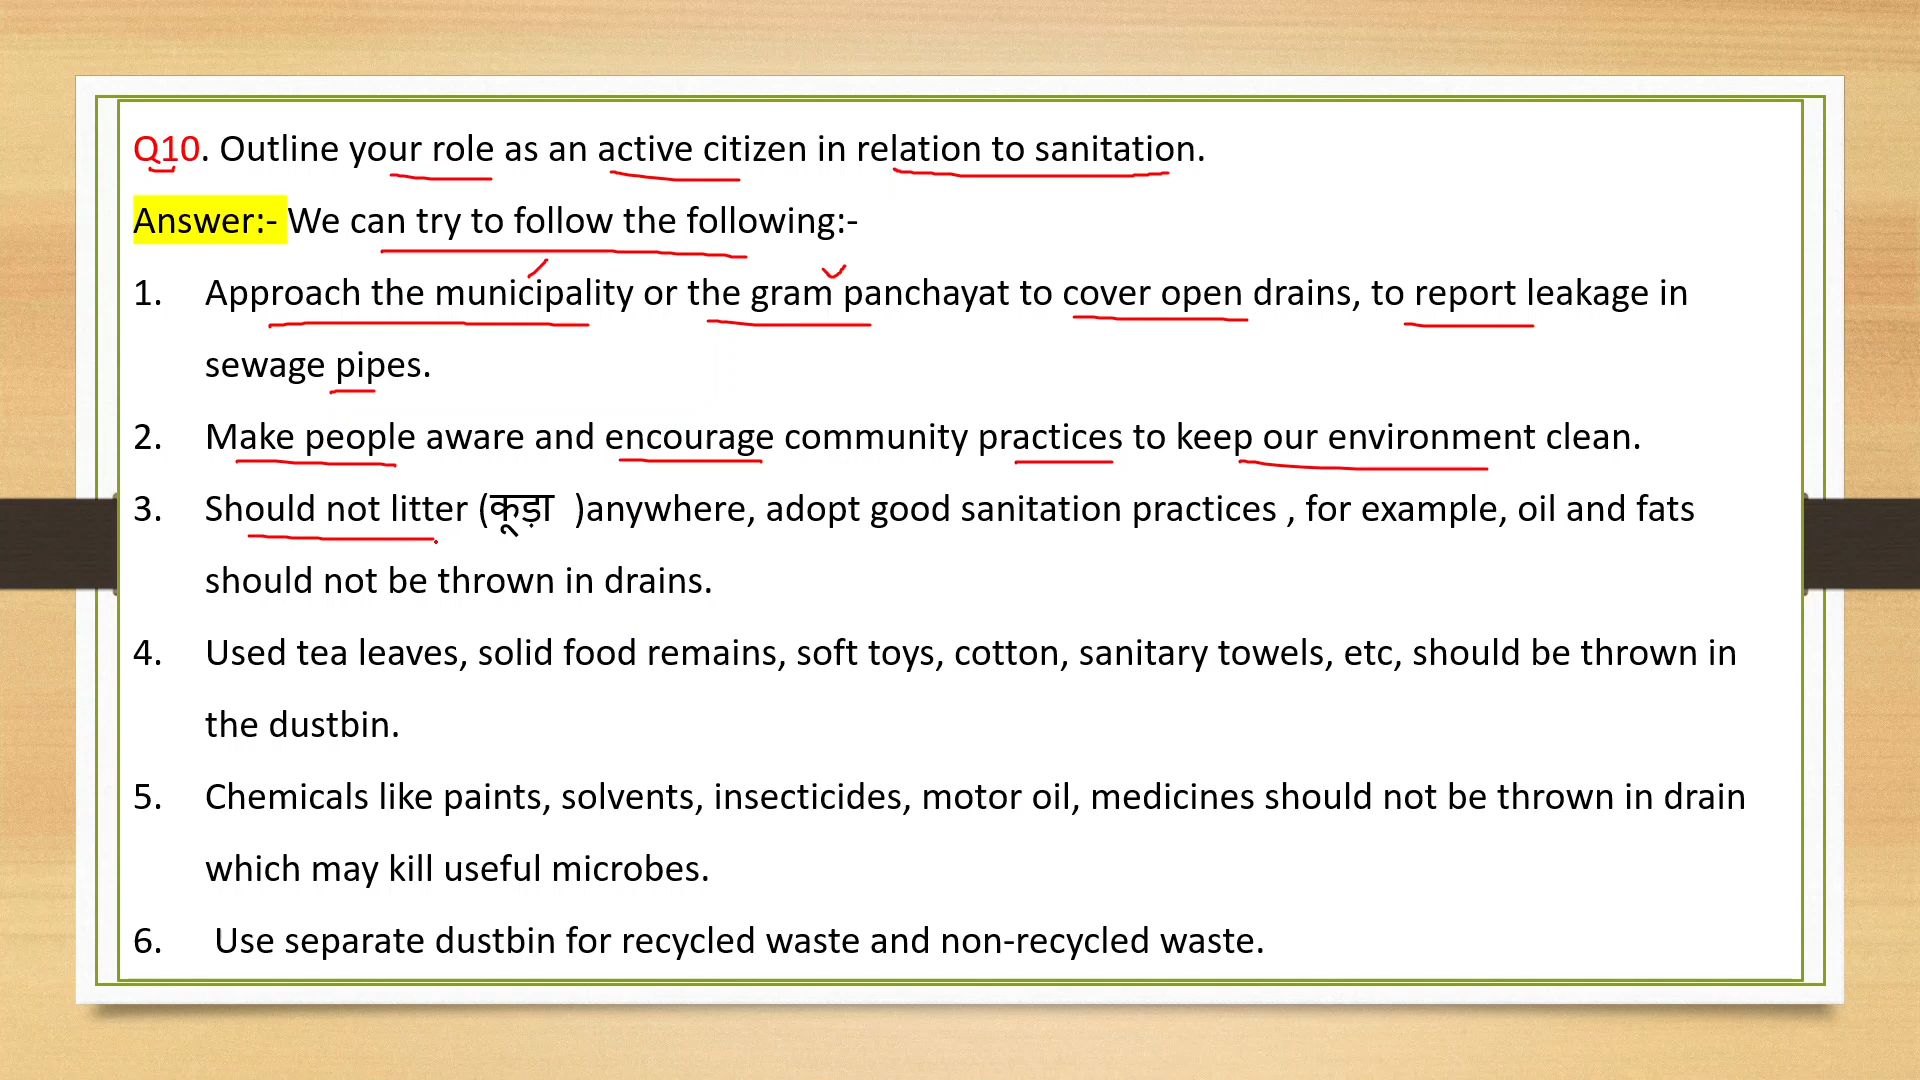 Q10. Outline your role as an active citizen in relation to sanitation.
Answer:- We can try to follow the following:-
1. Approach the municipality or the gram panchayat to cover open drains, to report leakage in
sewage pipes.
2. Make people aware and encourage community practices to keep our environment clean.
3. Should not litter (कूड़ा )anywhere, adopt good sanitation practices , for example, oil and fats
should not be thrown in drains.
4. Used tea leaves, solid food remains, soft toys, cotton, sanitary towels, etc, should be thrown in
the dustbin.
5. Chemicals like paints, solvents, insecticides, motor oil, medicines should not be thrown in drain
which may kill useful microbes.
6. Use separate dustbin for recycled waste and non-recycled waste.